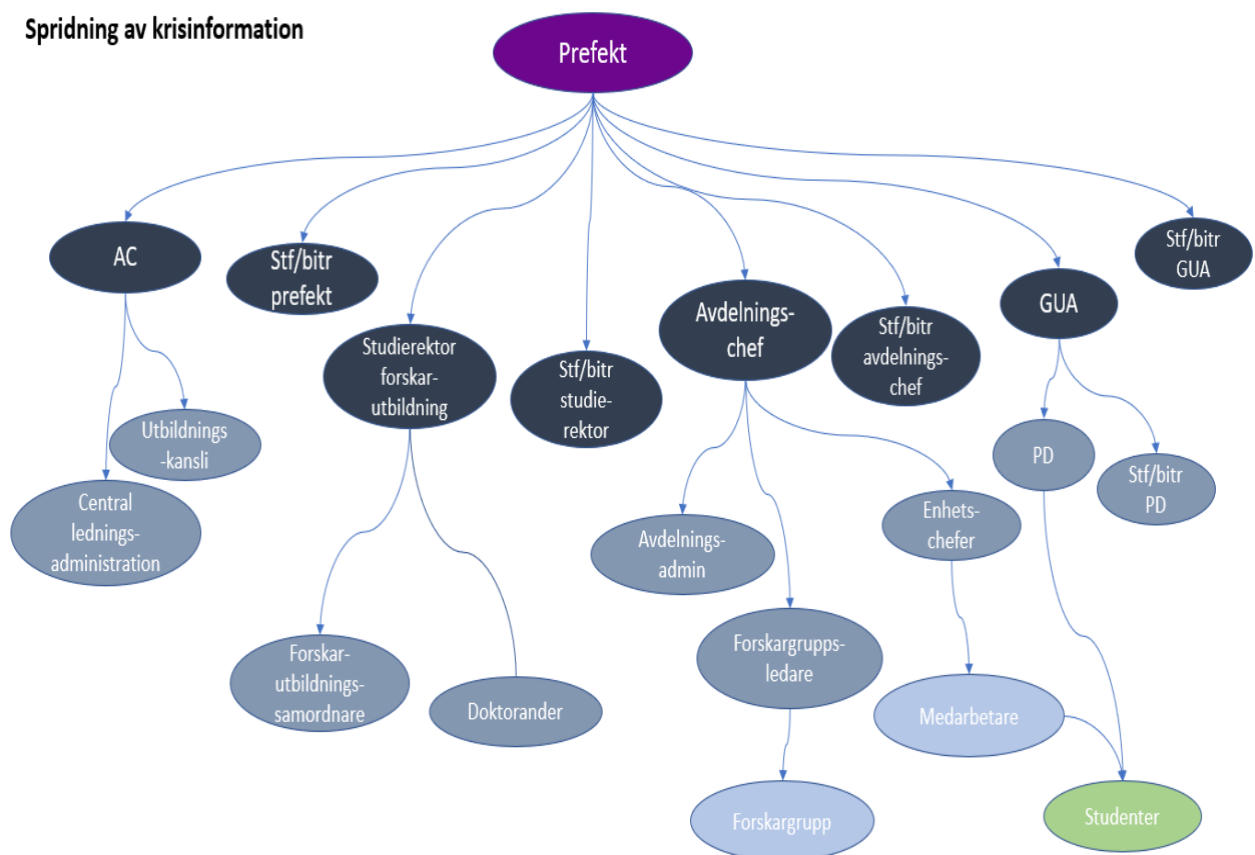 Spridning av krisinformation
Prefekt
AC
Stf/bitr
prefekt
Studierektor
forskar-
utbildning
Stf/bitr
studie-
rektor
Avdelnings-
chef
Stf/bitr
avdelnings-
chef
GUA
Stf/bitr
GUA
Utbildnings
-kansli
Central
lednings-
administration
Forskar-
utbildnings-
samordnare
Doktorander
Avdelnings-
admin
Forskargrupps-
ledare
Enhets-
chefer
PD
Stf/bitr
PD
Medarbetare
Forskargrupp
Studenter